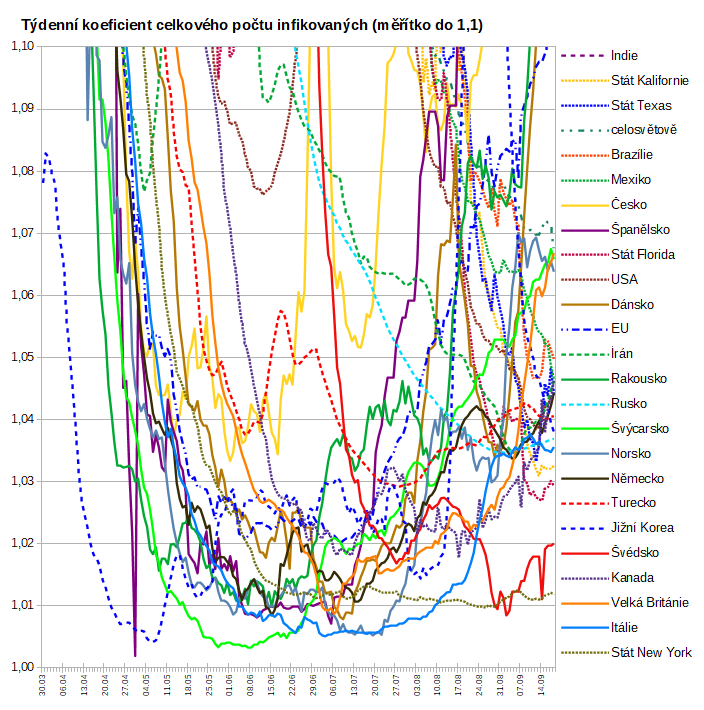 Týdenní koeficient celkového počtu infikovaných (měřítko do 1,1)
1,10
1,09
1,08
1,07
1,06
1,05
1,04
1,03
1,02
1,01
1,00
30.03
06.04
13.04
20.04
27.04
04.05
11.05
18.05
25.05
01.06
08.06
15.06
22.06
29.06
06.07
13.07
20.07
27.07
03.08
10.08
17.08
24.08
31.08
07.09
14.09
Indie
Stát Kalifornie
Stát Texas
celosvětově
Brazílie
Mexiko
Česko
Španělsko
Stát Florida
USA
Dánsko
EU
Írán
Rakousko
Rusko
Švýcarsko
Norsko
Německo
Turecko
Jižní Korea
Švédsko
Kanada
Velká Británie
Itálie
Stát New York